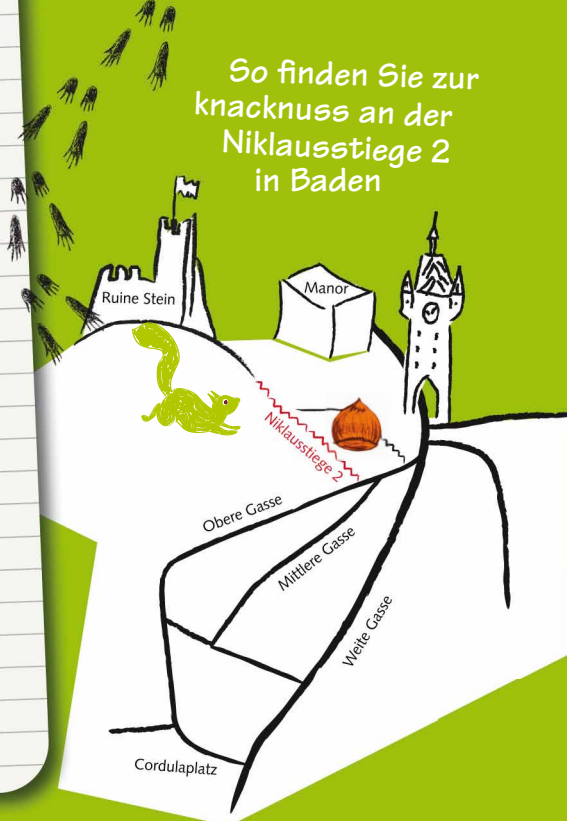 So finden Sie zur
knacknuss an der
Niklausstiege 2
in Baden
Ruine Stein
Manor
Niklausstiege 2
Obere Gasse
Mittlere Gasse
Weite Gasse
Cordulaplatz